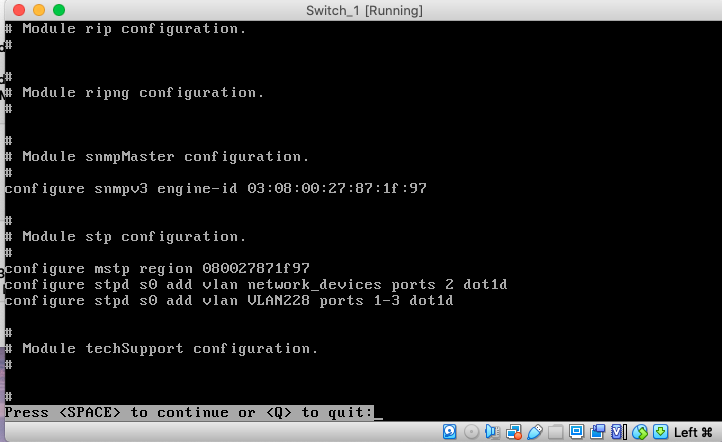 Switch_1 [Running]
# Module rip configuration.
#
#
# Module ripng configuration.
#
#
# Module snmpMaster configuration.
#
configure snmpv3 engine-id 03:08:00:27:87:1f:97
#
# Module stp configuration.
#
configure mstp region 080027871f97
configure stpd s0 add vlan network_devices ports 2 dot1d
configure stpd s0 add vlan VLAN228 ports 1-3 dot1d
#
# Module techSupport configuration.
#
#
Press <SPACE> to continue or <Q> to quit:_
Left ⌘